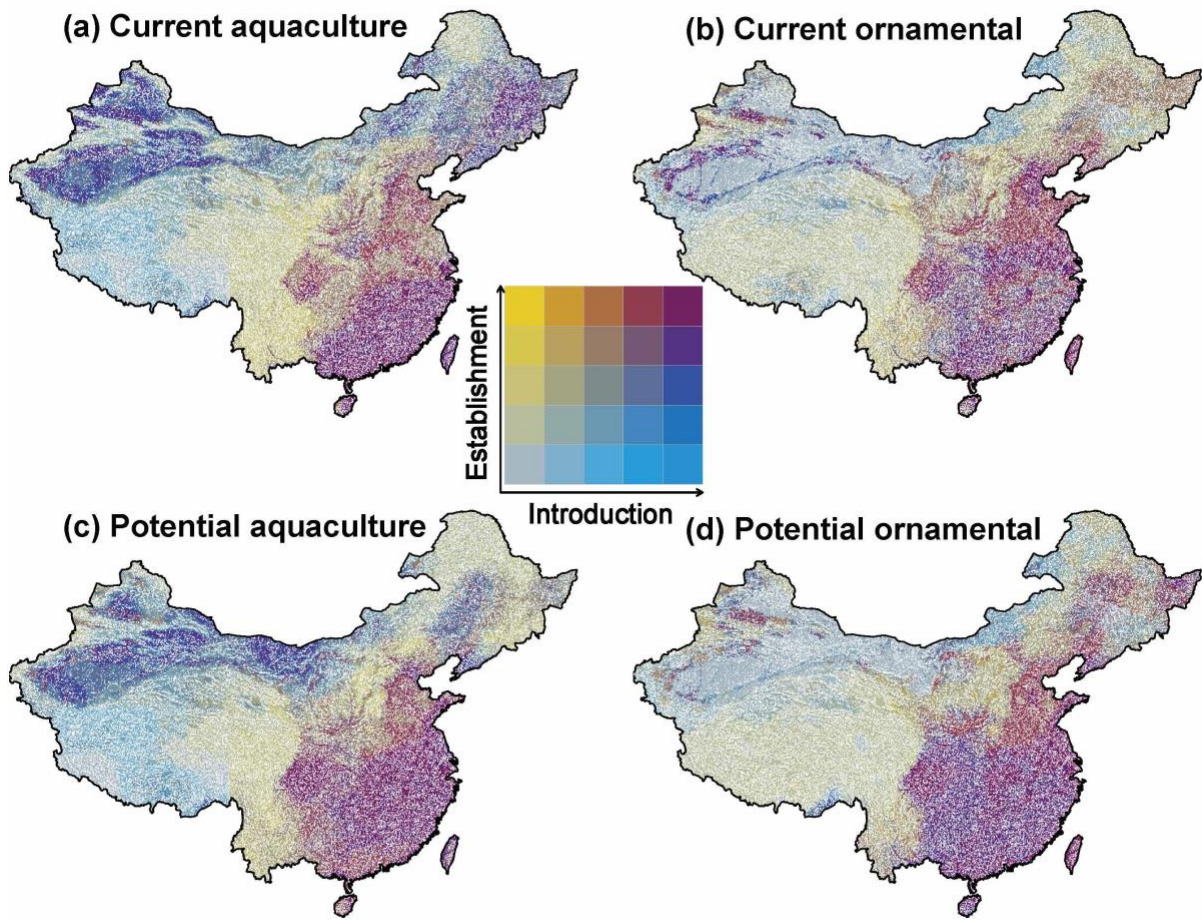 (a) Current aquaculture
(b) Current ornamental
Establishment
Introduction
(c) Potential aquaculture
(d) Potential ornamental